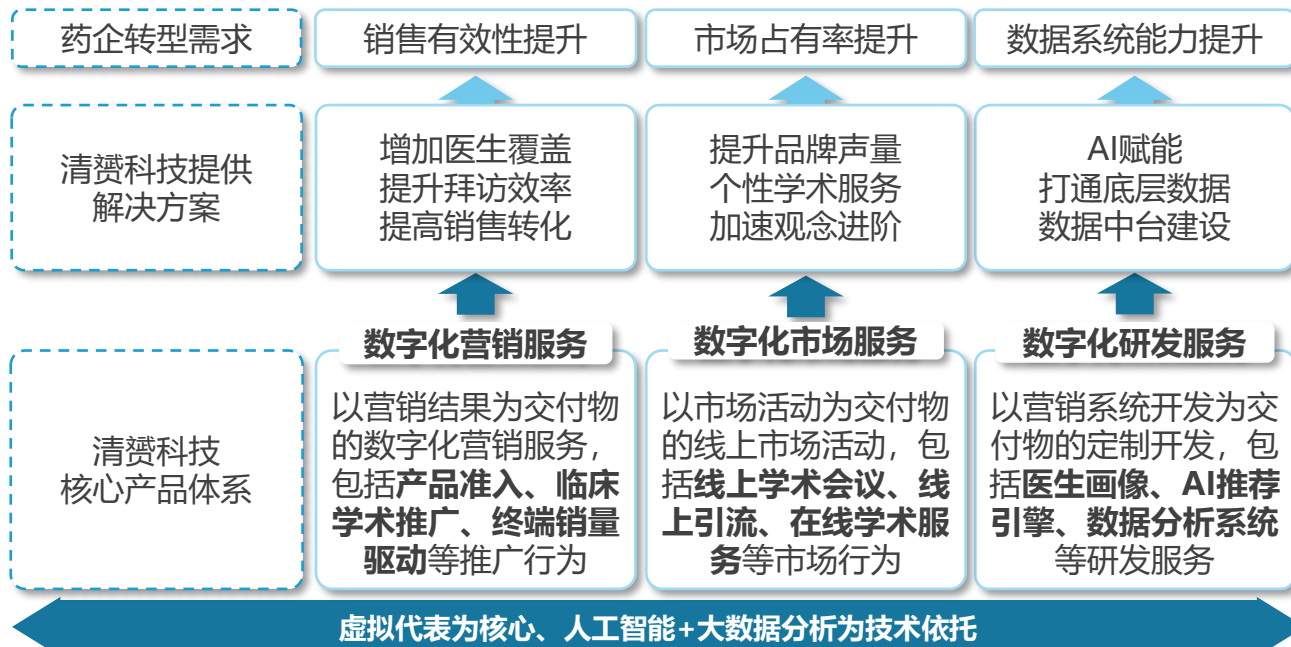 药企转型需求
销售有效性提升
市场占有率提升
数据系统能力提升
清赟科技提供
解决方案
增加医生覆盖
提升拜访效率
提高销售转化
提升品牌声量
个性学术服务
加速观念进阶
AI赋能
打通底层数据
数据中台建设
清赟科技
核心产品体系
数字化营销服务
以营销结果为交付物
的数字化营销服务，
包括产品准入、临床
学术推广、终端销量
驱动等推广行为
数字化市场服务
以市场活动为交付物
的线上市场活动，包
括线上学术会议、线
上引流、在线学术服
务等市场行为
数字化研发服务
以营销系统开发为交
付物的定制开发，包
括医生画像、AI推荐
引擎、数据分析系统
等研发服务
虚拟代表为核心、人工智能+大数据分析为技术依托